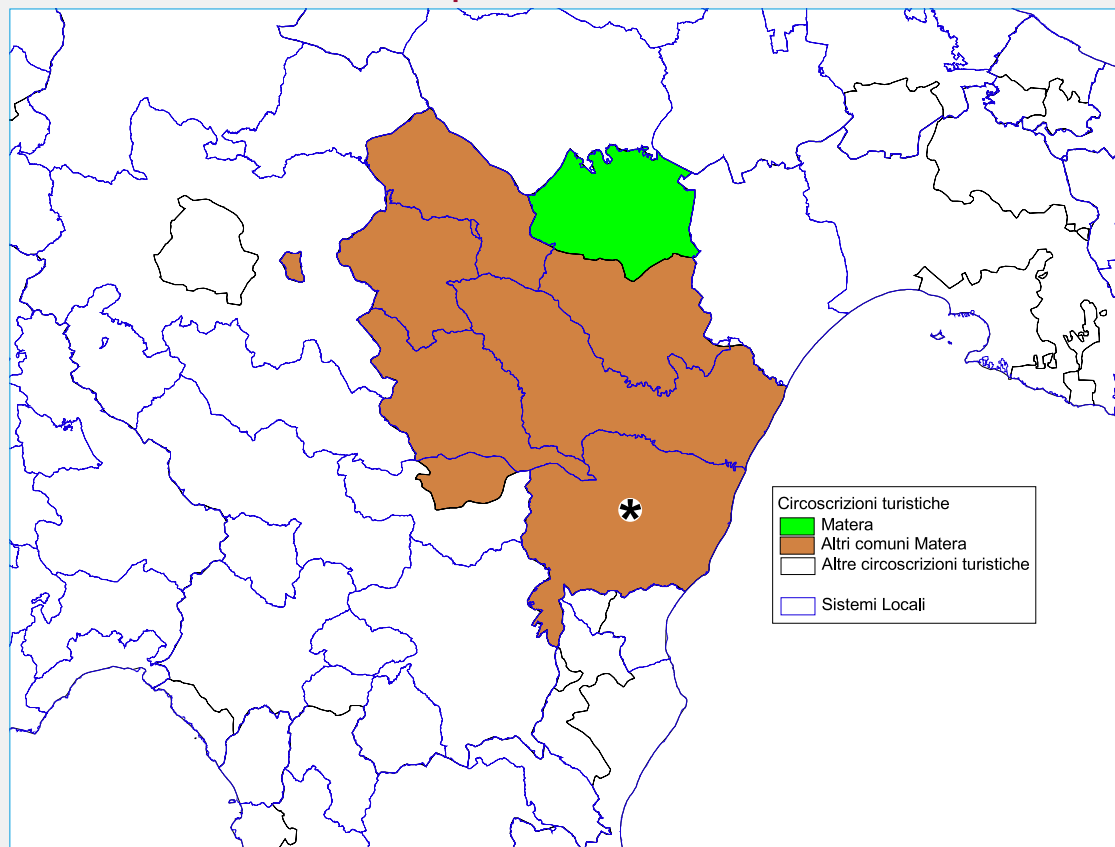 Circoscrizioni turistiche
Matera
Altri comuni Matera
Altre circoscrizioni turistiche
Sistemi Locali
*